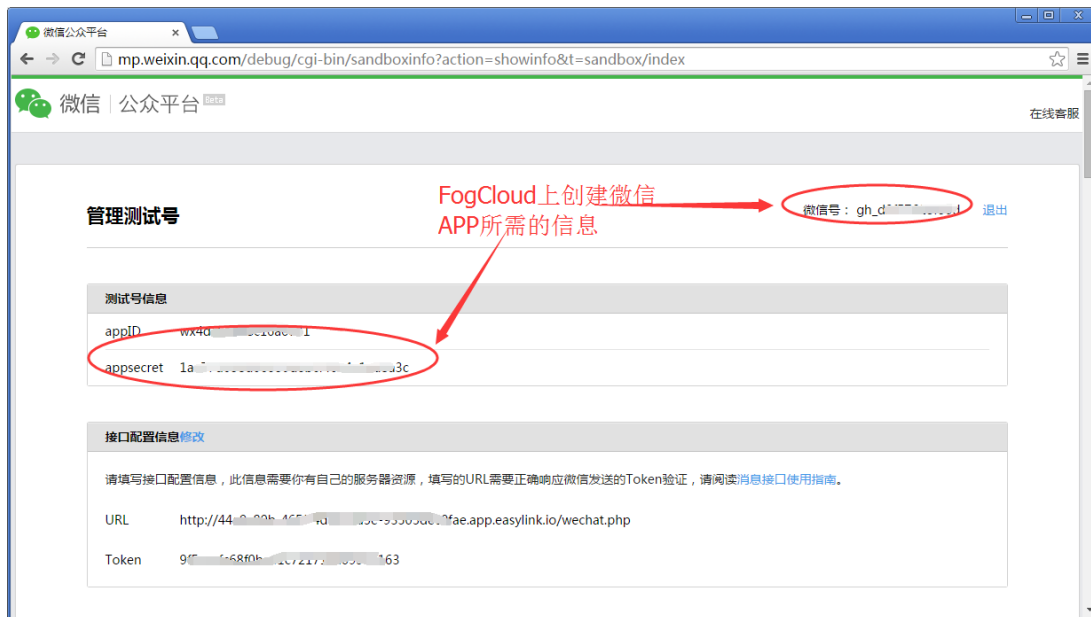 微信公众平台
mp.weixin.qq.com/debug/cgi-bin/sandboxinfo?action=showinfo&t=sandbox/index
微信 公众平台 Beta
在线客服
FogCloud上创建微信
APP所需的信息
管理测试号
微信号： 退出
测试号信息
appID
appsecret
接口配置信息修改
请填写接口配置信息，此信息需要你有自己的服务器资源，填写的URL需要正确响应微信发送的Token验证，请阅读消息接口使用指南。
URL
Token